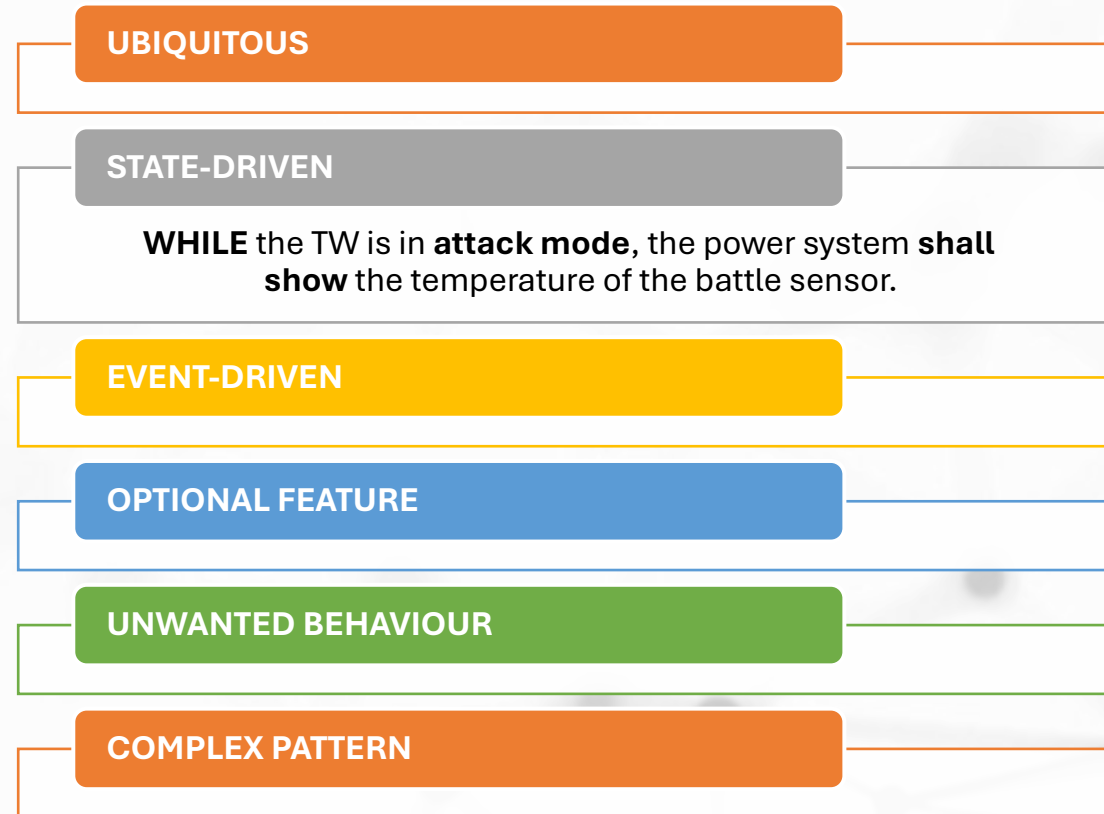 UBIQUITOUS
STATE-DRIVEN
WHILE the TW is in attack mode, the power system shall
show the temperature of the battle sensor.
EVENT-DRIVEN
OPTIONAL FEATURE
UNWANTED BEHAVIOUR
COMPLEX PATTERN